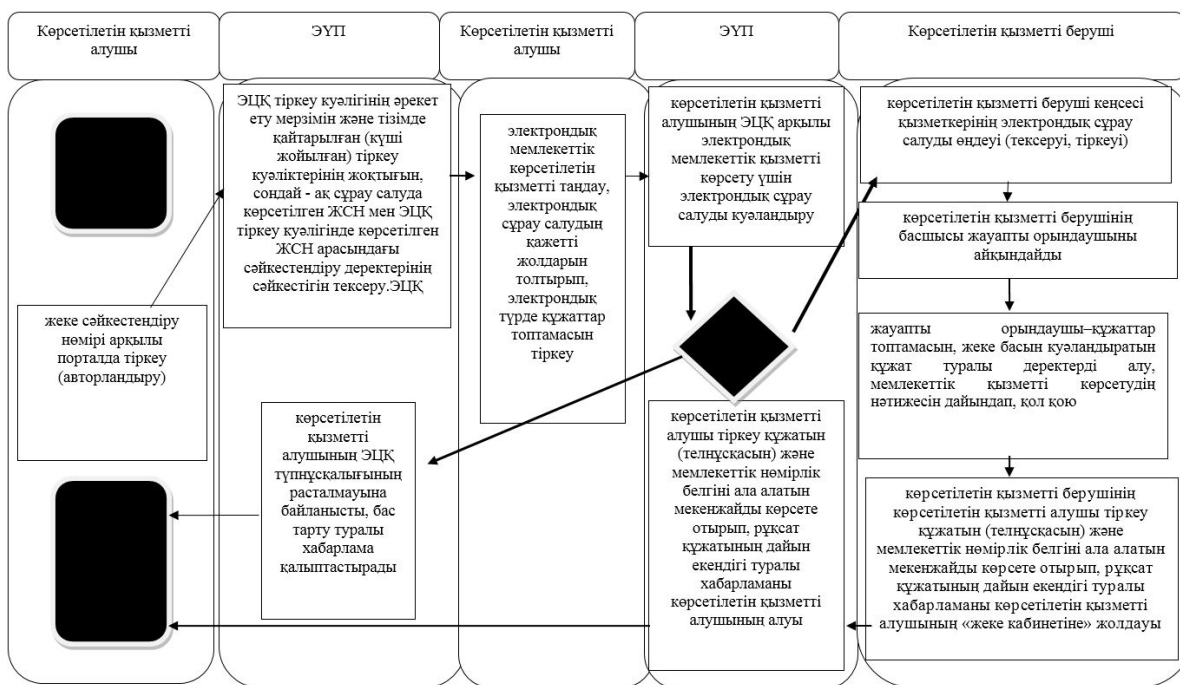 Көрсетілетін қызметті
алушы
ЭҮП
Көрсетілетін қызметті
алушы
ЭҮП
Көрсетілетін қызметті беруші
жеке сәйкестендіру
нөмірі арқылы
порталда тіркеу
(авторландыру)
ЭЦҚ тіркеу куәлігінің әрекет
ету мерзімін және тізімде
қайтарылған (күші
жойылған) тіркеу
куәліктерінің жоқтығын,
сондай - ақ сұрау салуда
көрсетілген ЖСН мен ЭЦҚ
тіркеу куәлігінде көрсетілген
ЖСН арасындағы
сәйкестендіру деректерінің
сәйкестігін тексеру.ЭЦҚ
көрсетілетін
қызметті
алушының ЭЦҚ
түпнұсқалығының
расталмауына
байланысты, бас
тарту туралы
хабарлама
қалыптастырады
электрондық
мемлекеттік
көрсетілетін
қызметті таңдау,
электрондық
сұрау салудың
қажетті
жолдарын
толтырып,
электрондық
түрде құжаттар
топтамасын
тіркеу
көрсетілетін қызметті
алушының ЭЦҚ арқылы
электрондық
мемлекеттік қызметті
көрсету үшін
электрондық сұрау
салуды куәландыру
көрсетілетін қызметті
алушы тіркеу құжатын
(телнұсқасын) және
мемлекеттік нөмірлік
белгіні ала алатын
мекенжайды көрсете
отырып, рұқсат
құжатының дайын
екендігі туралы
хабарламаны
көрсетілетін қызметті
алушының алуы
көрсетілетін қызметті беруші кеңсесі
қызметкерінің электрондық сұрау
салуды өңдеуі (тексеруі, тіркеуі)
көрсетілетін қызметті берушінің
басшысы жауапты орындаушыны
айқындайды
жауапты орындаушы–құжаттар
топтамасын, жеке басын куәландыратын
құжат туралы деректерді алу,
мемлекеттік қызметті көрсетудің
нәтижесін дайындап, қол қою
көрсетілетін қызметті берушінің
көрсетілетін қызметті алушы тіркеу
құжатын (телнұсқасын) және
мемлекеттік нөмірлік белгіні ала алатын
мекенжайды көрсете отырып, рұқсат
құжатының дайын екендігі туралы
хабарламаны көрсетілетін қызметті
алушының «жеке кабинетіне» жолдауы